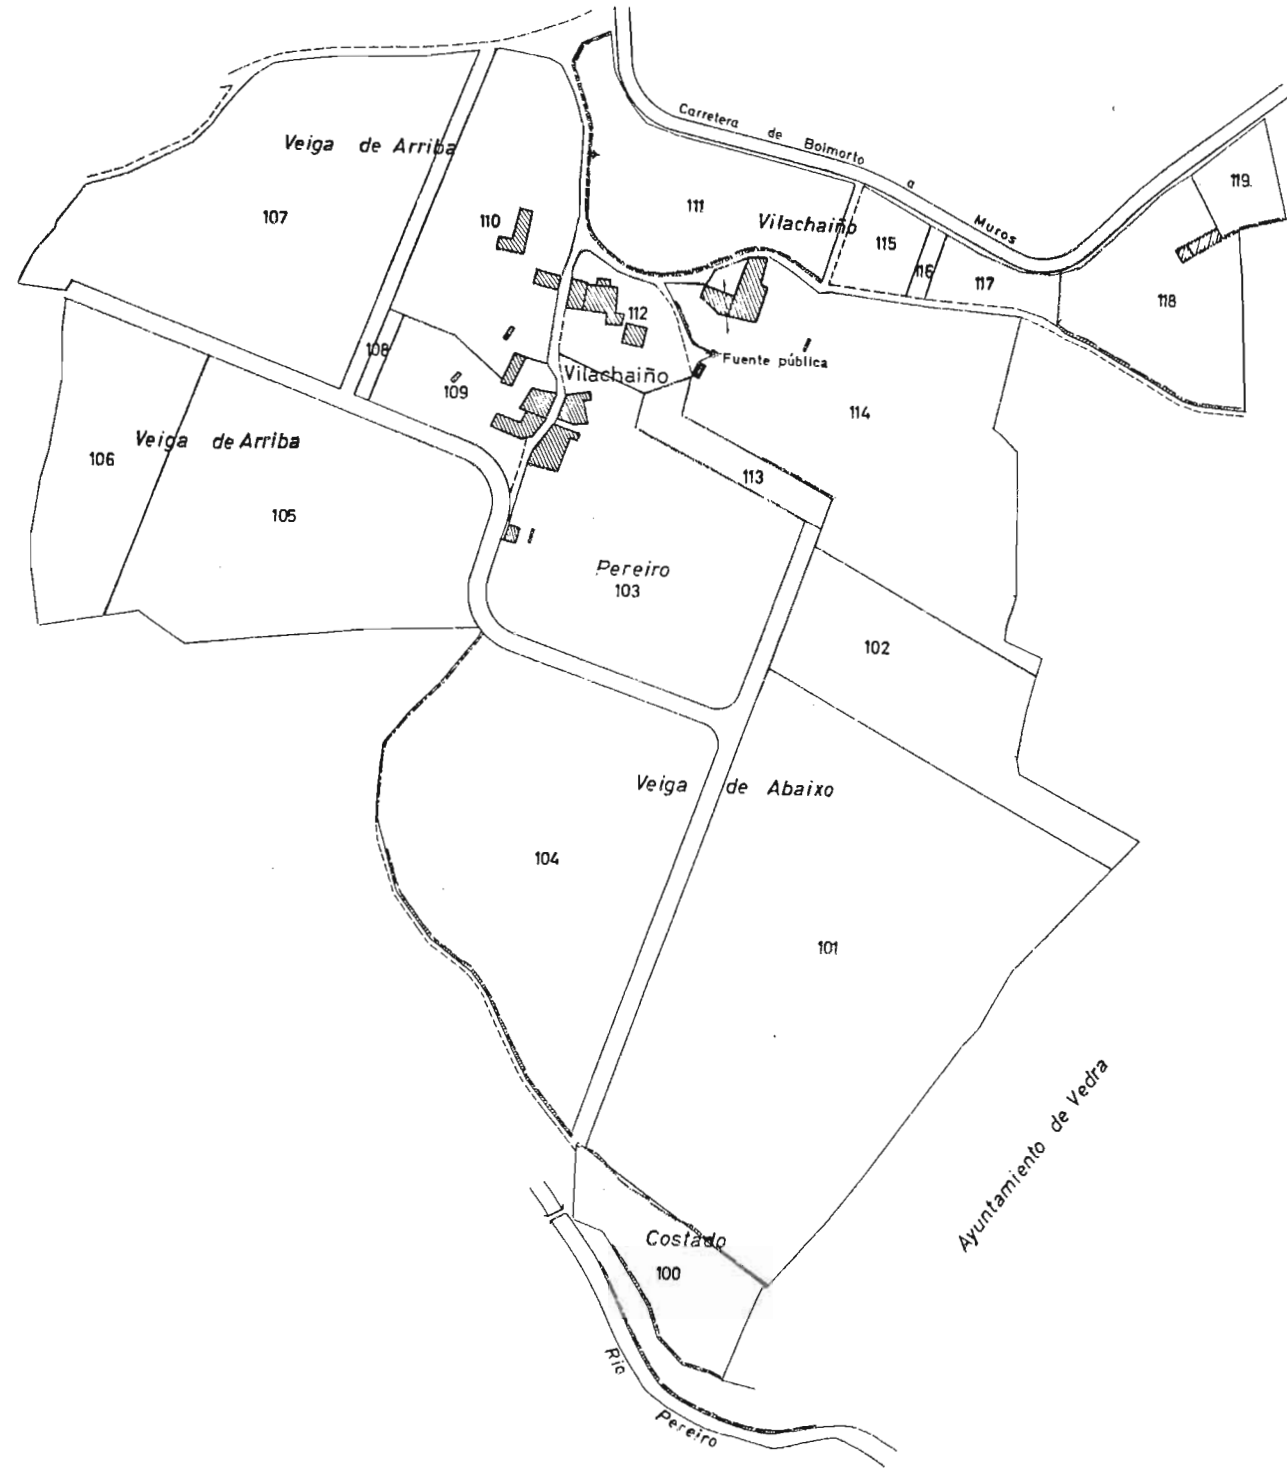 Carretera de Boimorto a Muros
Veiga de Arriba
107
110
111
Vilachaiño
115
116
117
118
119
112
108
109
Vilachaiño
Fuente pública
114
Veiga de Arriba
106
105
113
Pereiro
103
102
Veiga de Abaixo
104
101
Ayuntamiento de Vedra
Costado
100
Rio Pereiro